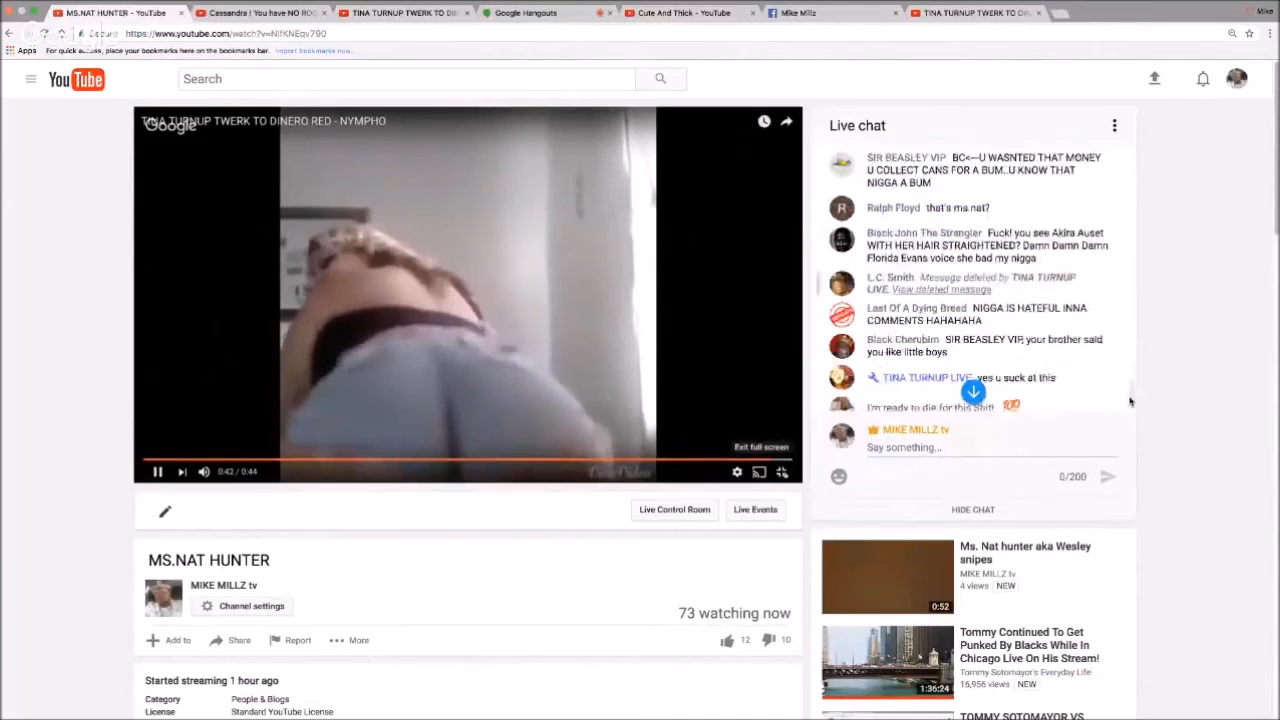 MS.NAT HUNTER - YouTube
Cassandra ! You have NO RO
TINA TURNUP TWERK TO De
Google Hangouts
Cute And Thick - YouTube
Mike Millz
TINA TURNUP TWERK TO De
Mike
Secure https://www.youtube.com/watch?v=NIfKNEqv790
Apps For quick access, place your bookmarks here on the bookmarks bar. Import bookmarks now...
YouTube
Search
TINA TURNUP TWERK TO DINERO RED - NYMPHO
Google
Exit full screen
0:42 / 0:44
Live chat
SIR BEASLEY VIP BC<---U WASNTED THAT MONEY
U COLLECT CANS FOR A BUM..U KNOW THAT
NIGGA A BUM
Ralph Floyd that's ms.nat?
Black John The Strangler Fuck! you see Akira Auset
WITH HER HAIR STRAIGHTENED? Damn Damn Damn
Florida Evans voice she bad my nigga
L.C. Smith Message deleted by TINA TURNUP
LIVE. View deleted message
Last Of A Dying Breed NIGGA IS HATEFUL INNA
COMMENTS HAHAHAHA
Black Cherubim SIR BEASLEY VIP, your brother said
you like little boys
TINA TURNUP LIVE yes u suck at this
I'm ready to die for this Shit! 💯
MIKE MILLZ tv
Say something...
0/200
HIDE CHAT
Live Control Room
Live Events
MS.NAT HUNTER
MIKE MILLZ tv
Channel settings
73 watching now
Add to Share Report More
12 10
Started streaming 1 hour ago
Category People & Blogs
License Standard YouTube License
Ms. Nat hunter aka Wesley
snipes
MIKE MILLZ tv
4 views NEW
0:52
Tommy Continued To Get
Punked By Blacks While In
Chicago Live On His Stream!
Tommy Sotomayor's Everyday Life
16,956 views NEW
1:36:24
TOMMY SOTOMAYOR VS